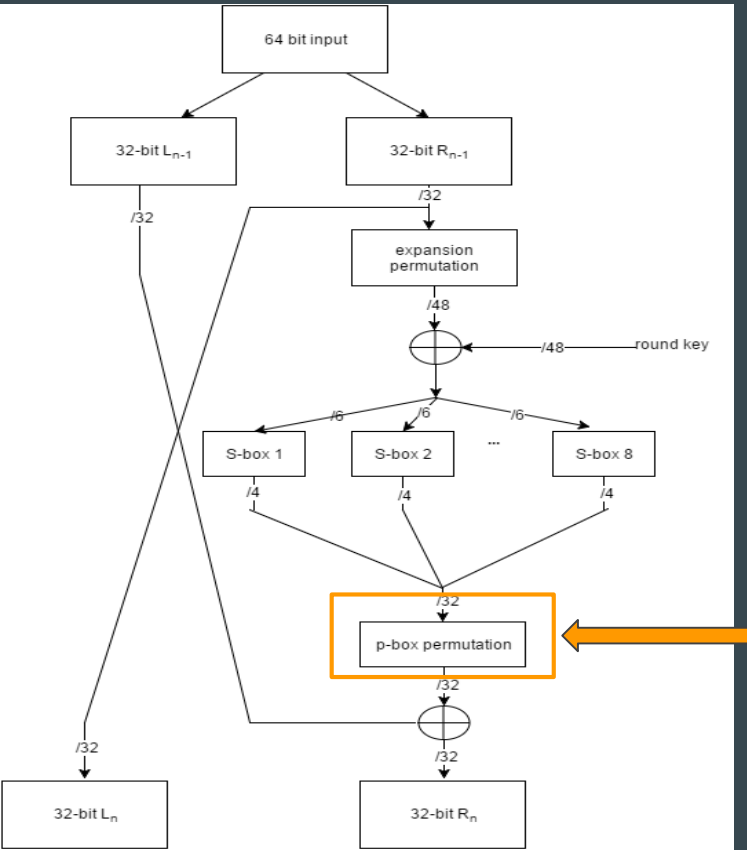 64 bit input
32-bit Ln-1
32-bit Rn-1
/32
/32
expansion
permutation
/48
/48
round key
/6
/6
/6
S-box 1
S-box 2
...
S-box 8
/4
/4
/4
/32
p-box permutation
/32
/32
/32
32-bit Ln
32-bit Rn